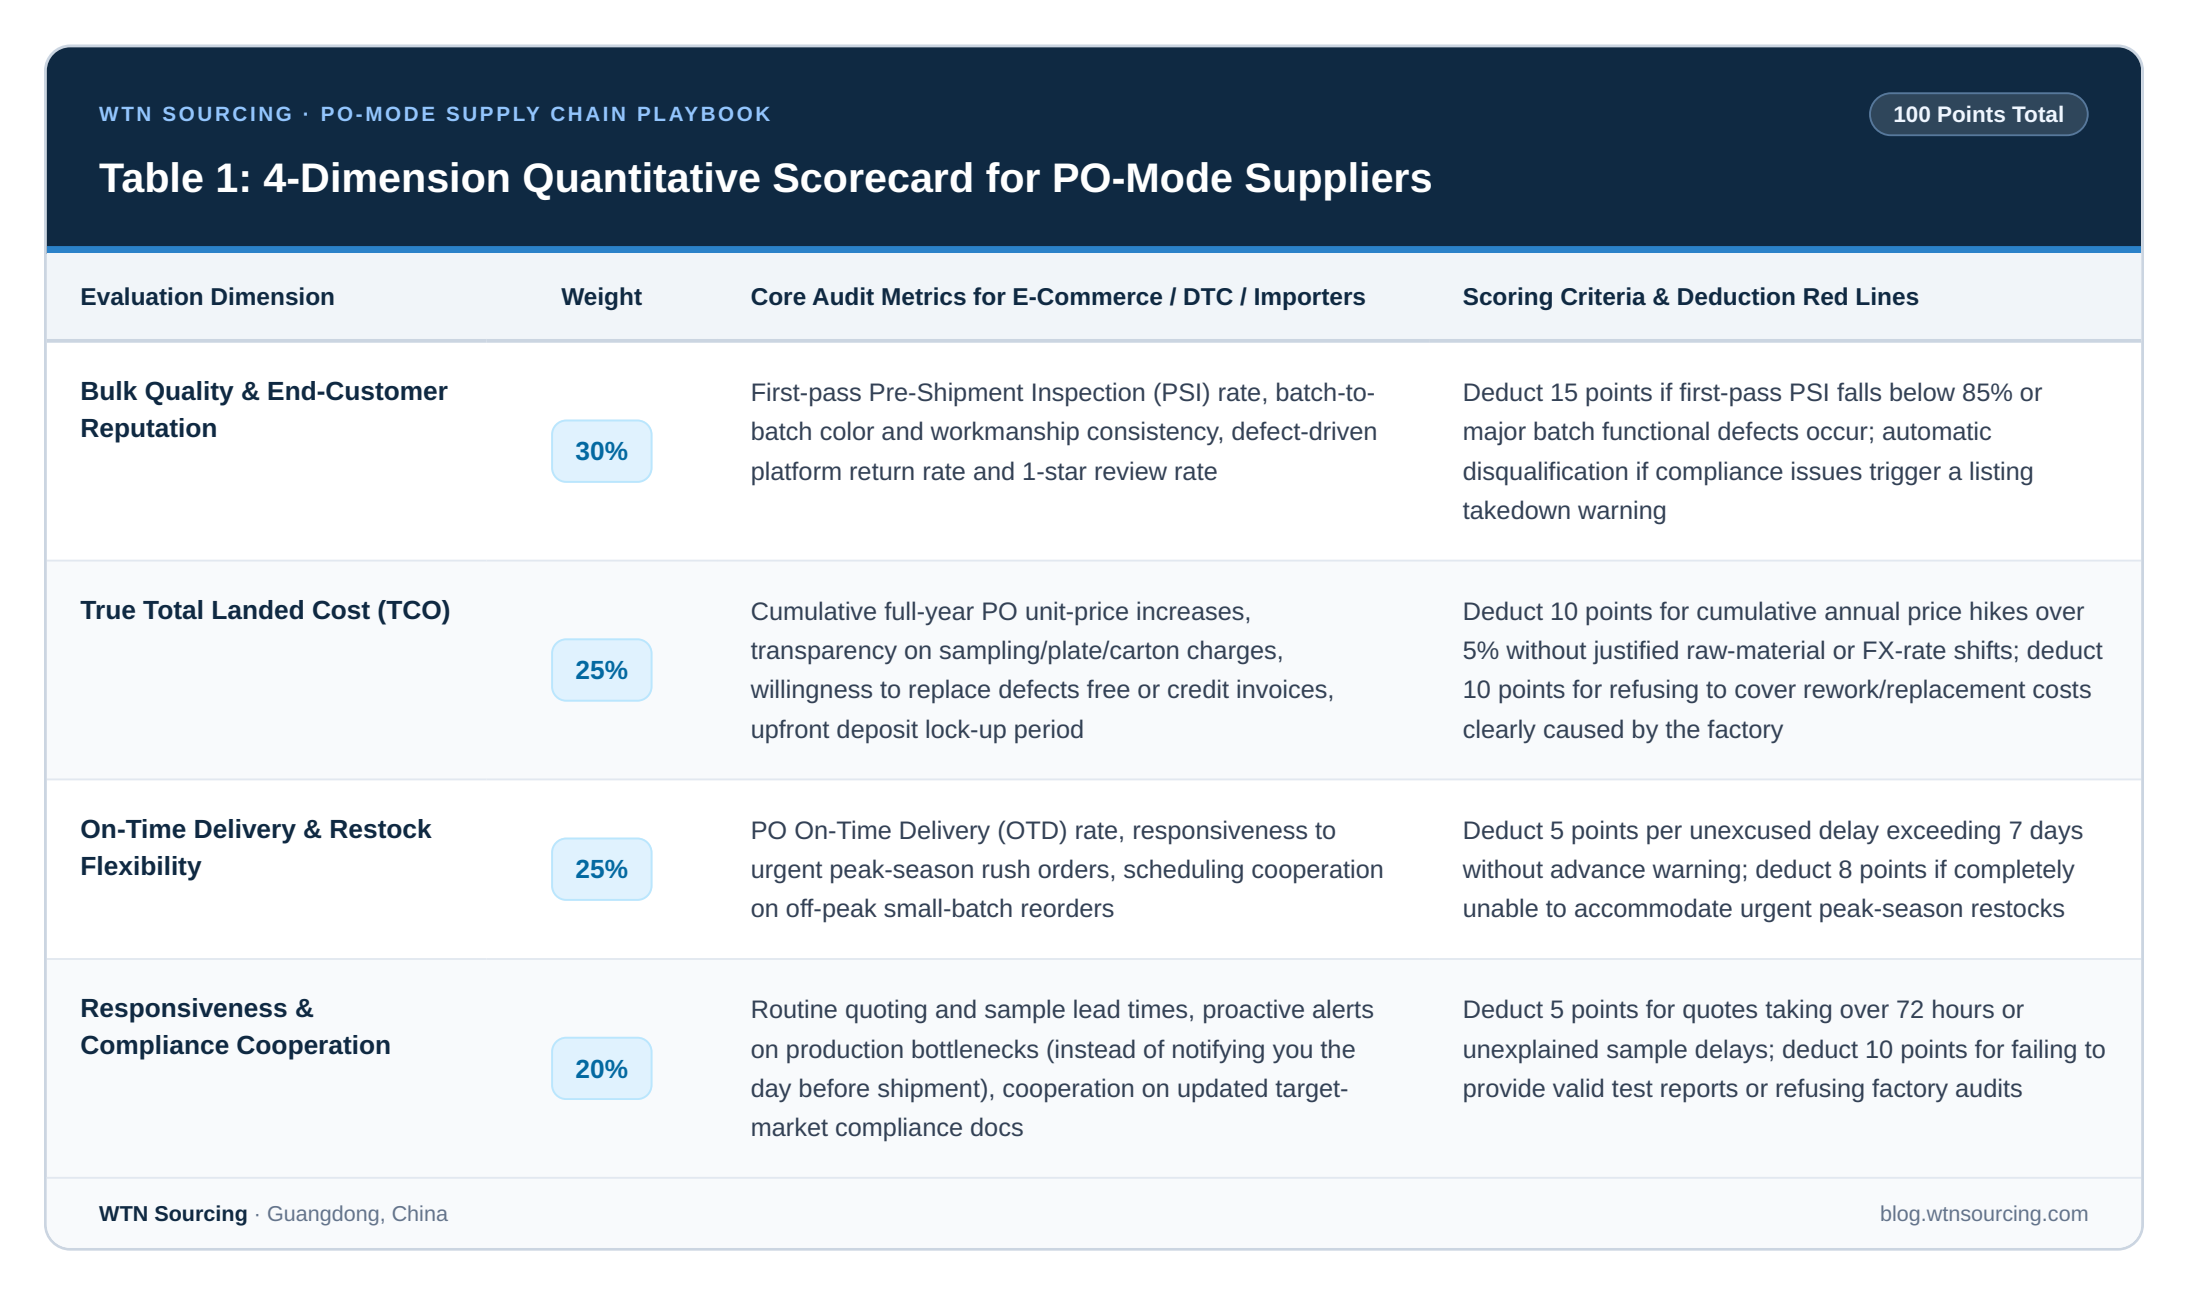 WTN SOURCING · PO-MODE SUPPLY CHAIN PLAYBOOK
100 Points Total
Table 1: 4-Dimension Quantitative Scorecard for PO-Mode Suppliers
Evaluation Dimension
Weight
Core Audit Metrics for E-Commerce / DTC / Importers
Scoring Criteria & Deduction Red Lines
Bulk Quality & End-Customer
Reputation
30%
First-pass Pre-Shipment Inspection (PSI) rate, batch-to-
batch color and workmanship consistency, defect-driven
platform return rate and 1-star review rate
Deduct 15 points if first-pass PSI falls below 85% or
major batch functional defects occur; automatic
disqualification if compliance issues trigger a listing
takedown warning
True Total Landed Cost (TCO)
25%
Cumulative full-year PO unit-price increases,
transparency on sampling/plate/carton charges,
willingness to replace defects free or credit invoices,
upfront deposit lock-up period
Deduct 10 points for cumulative annual price hikes over
5% without justified raw-material or FX-rate shifts; deduct
10 points for refusing to cover rework/replacement costs
clearly caused by the factory
On-Time Delivery & Restock
Flexibility
25%
PO On-Time Delivery (OTD) rate, responsiveness to
urgent peak-season rush orders, scheduling cooperation
on off-peak small-batch reorders
Deduct 5 points per unexcused delay exceeding 7 days
without advance warning; deduct 8 points if completely
unable to accommodate urgent peak-season restocks
Responsiveness &
Compliance Cooperation
20%
Routine quoting and sample lead times, proactive alerts
on production bottlenecks (instead of notifying you the
day before shipment), cooperation on updated target-
market compliance docs
Deduct 5 points for quotes taking over 72 hours or
unexplained sample delays; deduct 10 points for failing to
provide valid test reports or refusing factory audits
WTN Sourcing · Guangdong, China
blog.wtnsourcing.com